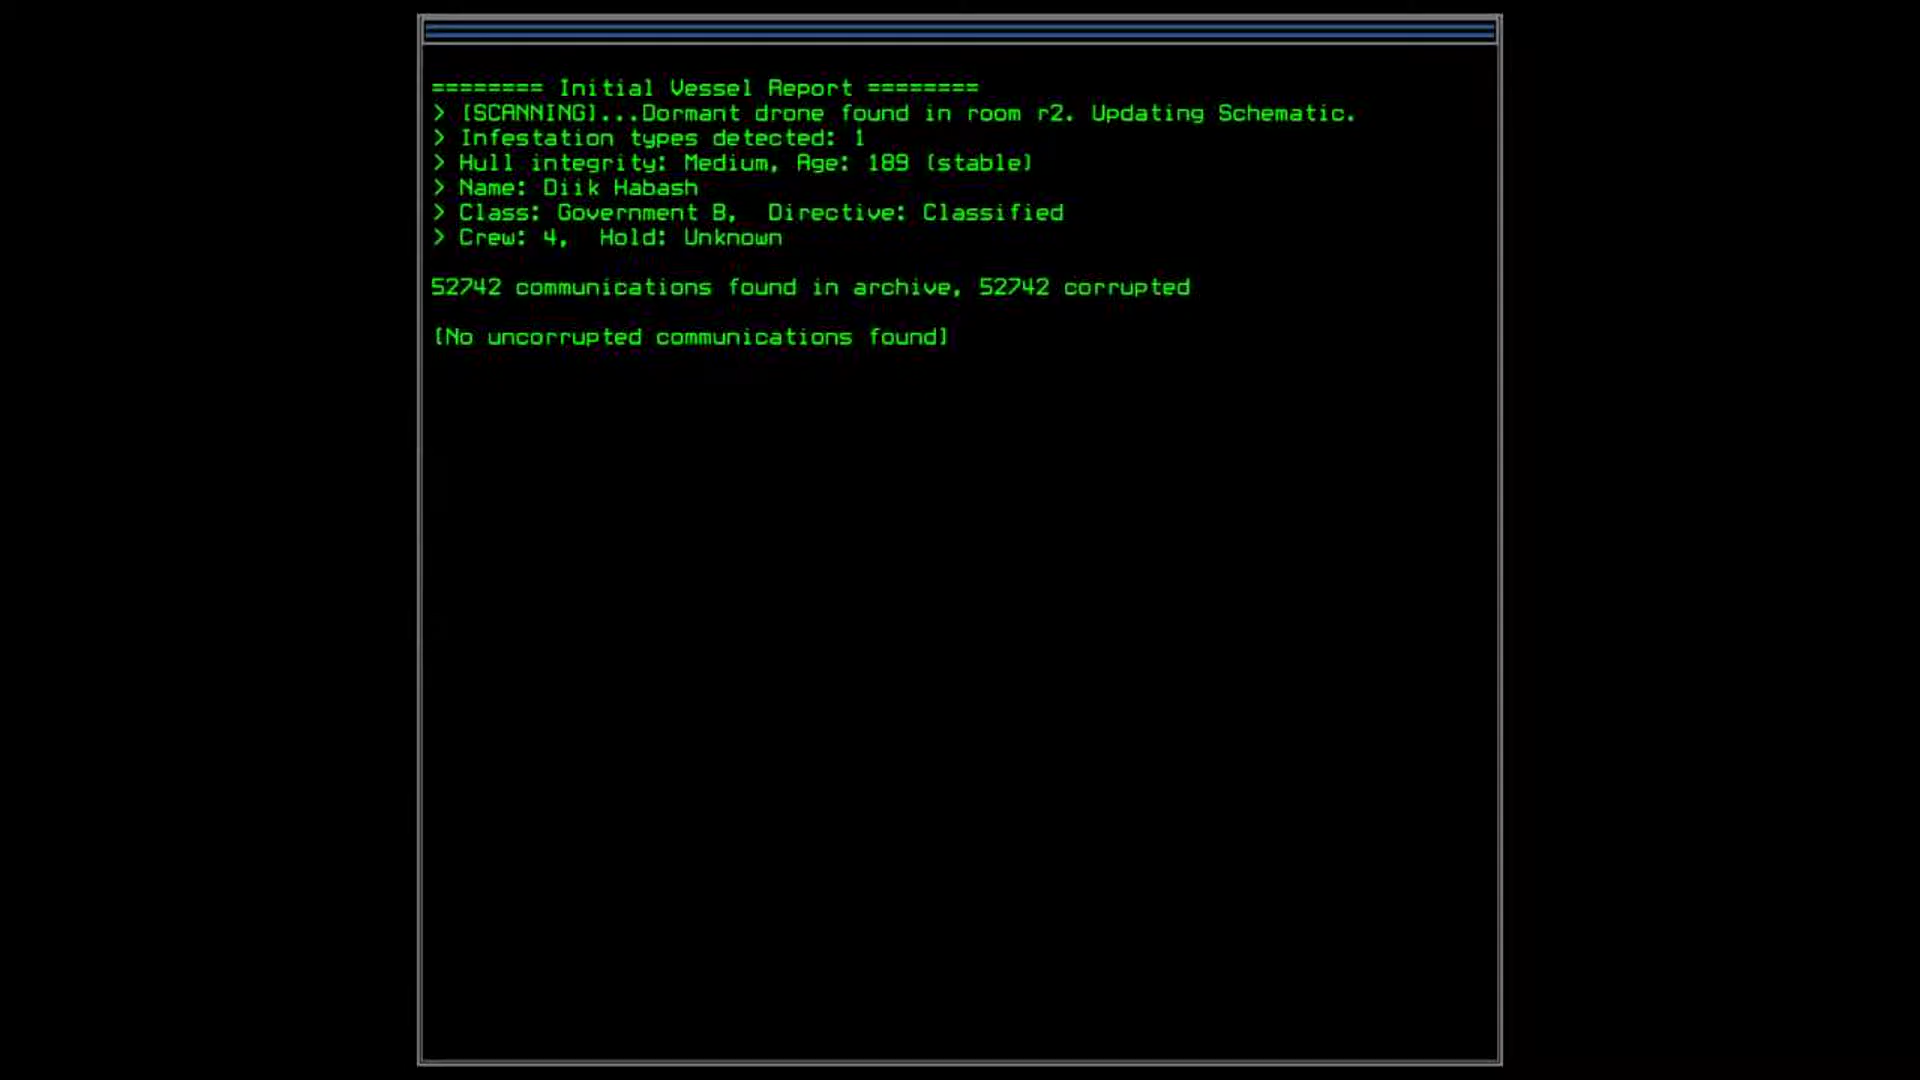 ======== Initial Vessel Report ========
> [SCANNING]...Dormant drone found in room r2. Updating Schematic.
> Infestation types detected: 1
> Hull integrity: Medium, Age: 189 (stable)
> Name: Diik Habash
> Class: Government B,  Directive: Classified
> Crew: 4,  Hold: Unknown
52742 communications found in archive, 52742 corrupted
[No uncorrupted communications found]